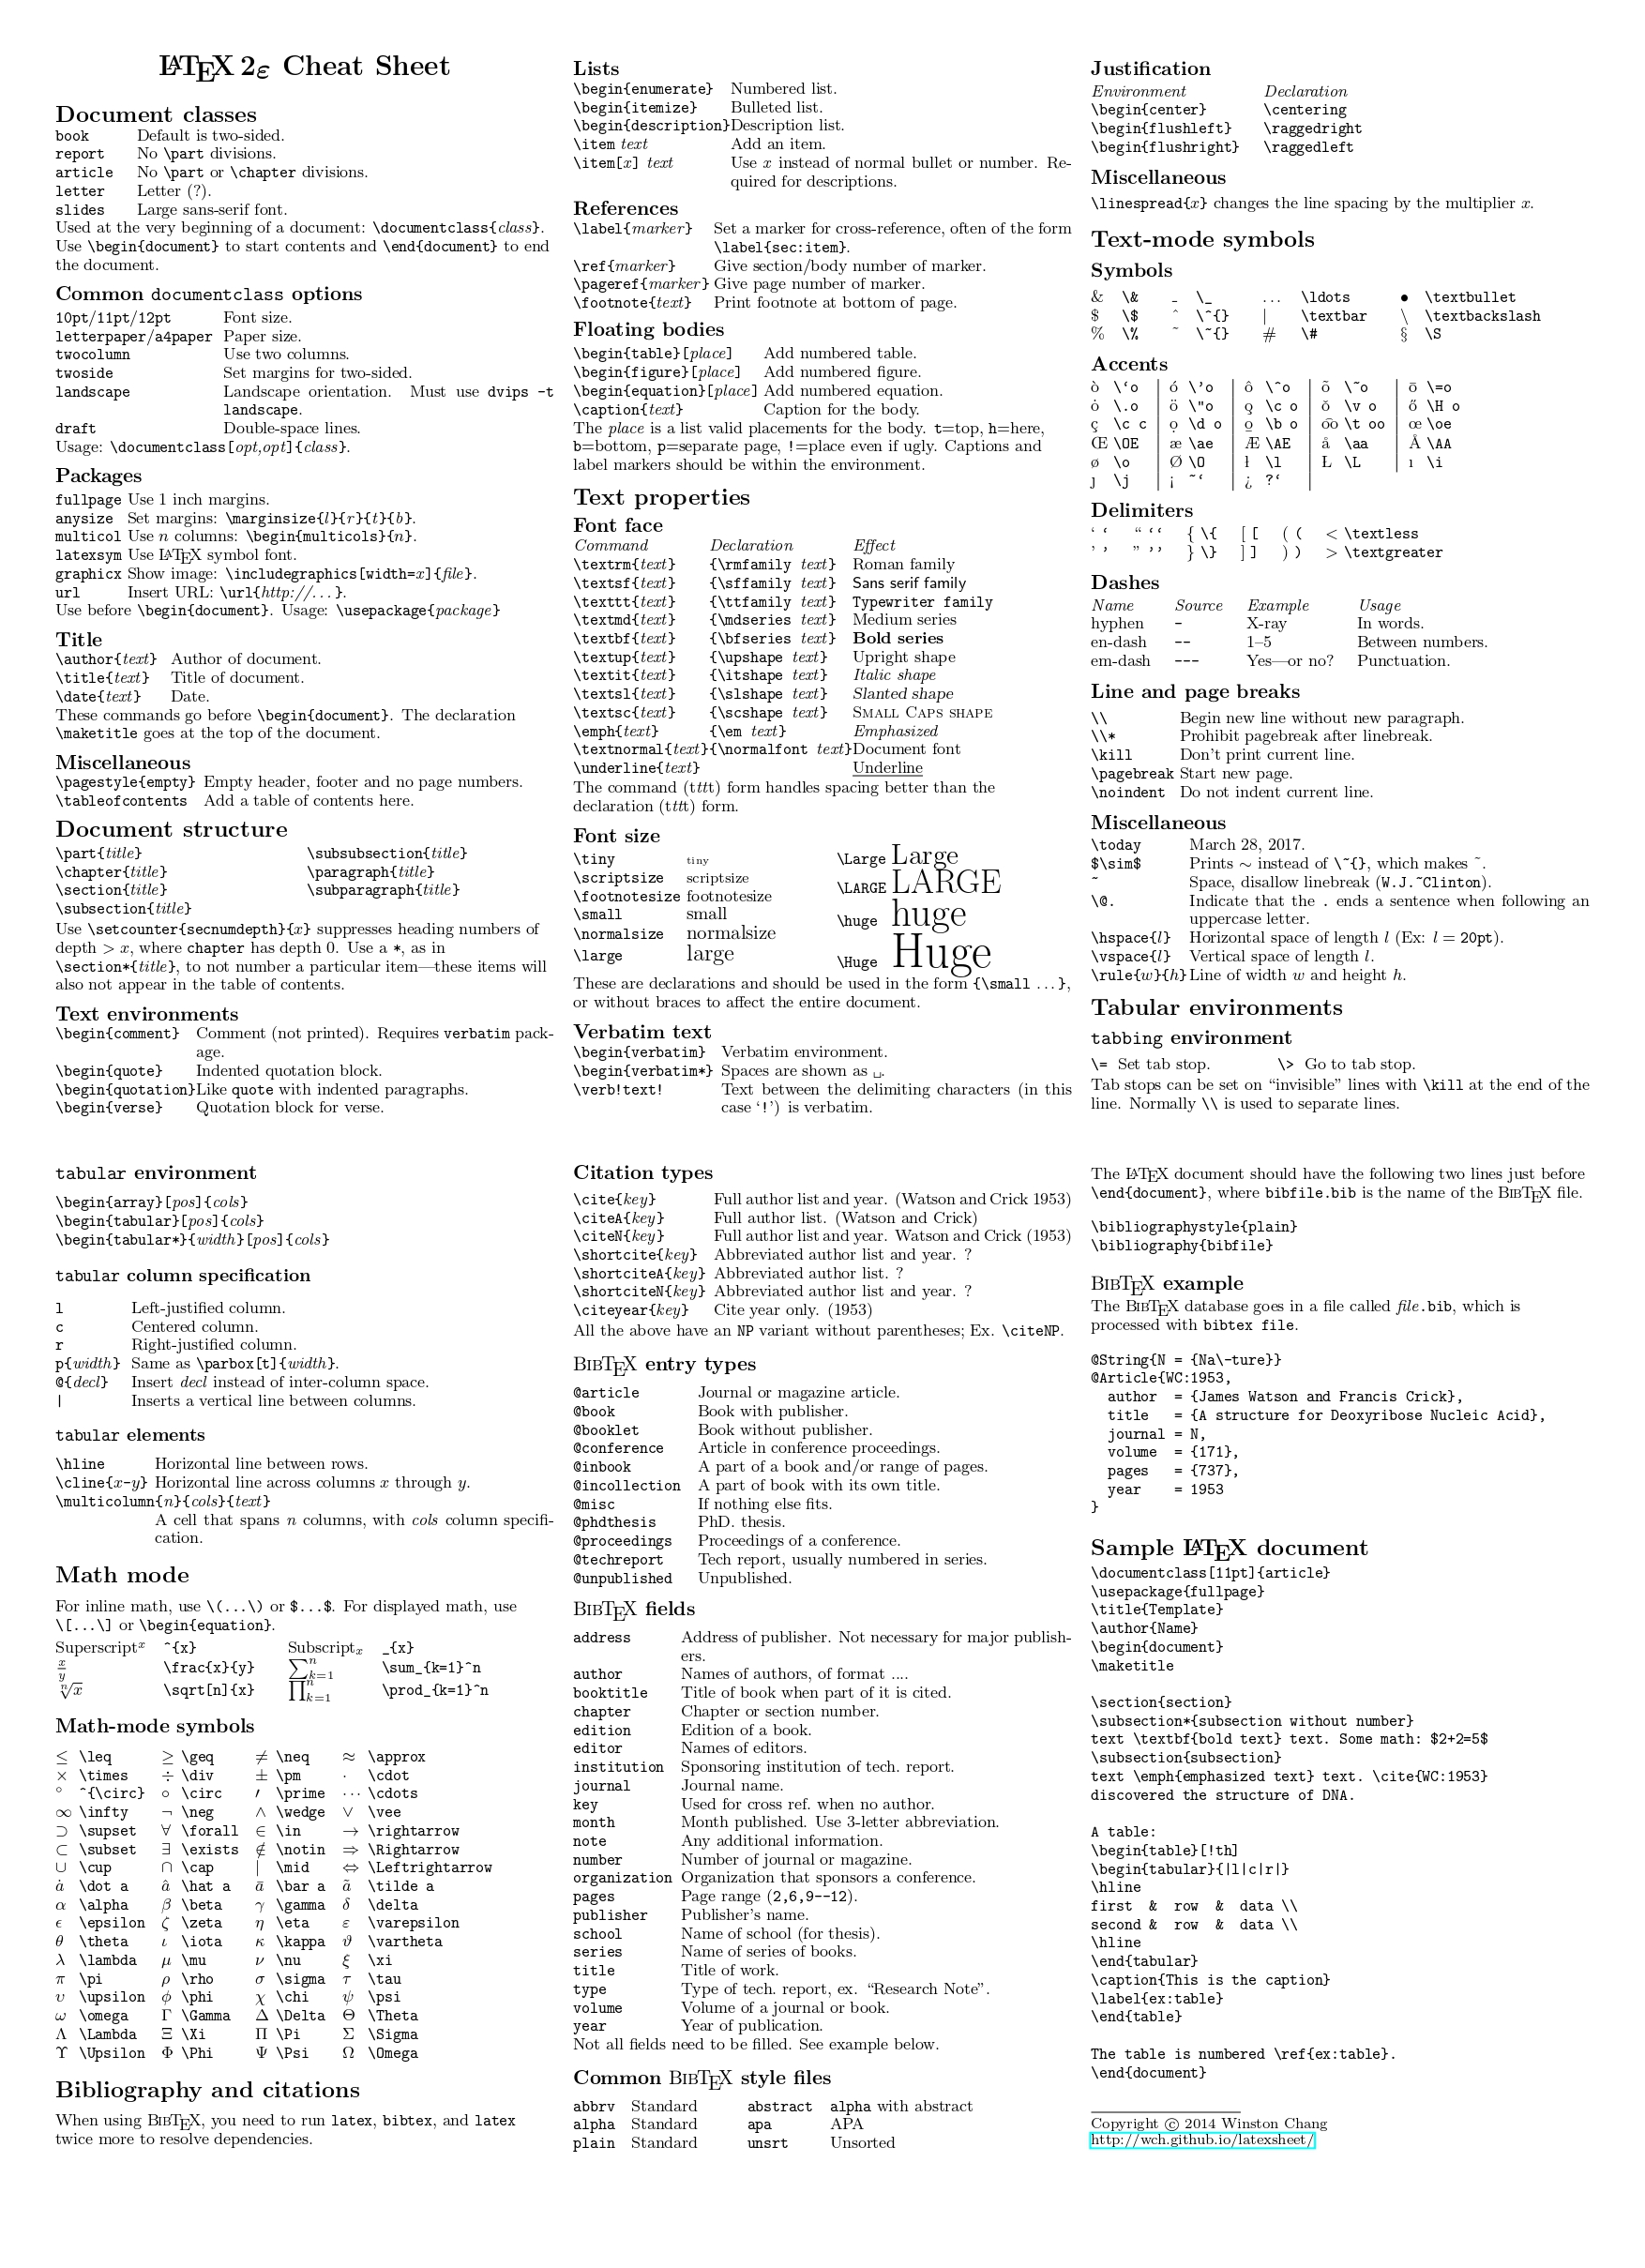 LATEX 2ε Cheat Sheet
Document classes
book Default is two-sided.
report No \part divisions.
article No \part or \chapter divisions.
letter Letter (?).
slides Large sans-serif font.
Used at the very beginning of a document: \documentclass{class}.
Use \begin{document} to start contents and \end{document} to end
the document.
Common documentclass options
10pt/11pt/12pt Font size.
letterpaper/a4paper Paper size.
twocolumn Use two columns.
twoside Set margins for two-sided.
landscape Landscape orientation. Must use dvips -t
landscape.
draft Double-space lines.
Usage: \documentclass[opt,opt]{class}.
Packages
fullpage Use 1 inch margins.
anysize Set margins: \marginsize{l}{r}{t}{b}.
multicol Use n columns: \begin{multicols}{n}.
latexsym Use LATEX symbol font.
graphicx Show image: \includegraphics[width=x]{file}.
url Insert URL: \url{http://...}.
Use before \begin{document}. Usage: \usepackage{package}
Title
\author{text} Author of document.
\title{text} Title of document.
\date{text} Date.
These commands go before \begin{document}. The declaration
\maketitle goes at the top of the document.
Miscellaneous
\pagestyle{empty} Empty header, footer and no page numbers.
\tableofcontents Add a table of contents here.
Document structure
\part{title} \subsubsection{title}
\chapter{title} \paragraph{title}
\section{title} \subparagraph{title}
\subsection{title}
Use \setcounter{secnumdepth}{x} suppresses heading numbers of
depth > x, where chapter has depth 0. Use a *, as in
\section*{title}, to not number a particular item—these items will
also not appear in the table of contents.
Text environments
\begin{comment} Comment (not printed). Requires verbatim pack-
age.
\begin{quote} Indented quotation block.
\begin{quotation} Like quote with indented paragraphs.
\begin{verse} Quotation block for verse.
Lists
\begin{enumerate} Numbered list.
\begin{itemize} Bulleted list.
\begin{description} Description list.
\item text Add an item.
\item[x] text Use x instead of normal bullet or number. Re-
quired for descriptions.
References
\label{marker} Set a marker for cross-reference, often of the form
\label{sec:item}.
\ref{marker} Give section/body number of marker.
\pageref{marker} Give page number of marker.
\footnote{text} Print footnote at bottom of page.
Floating bodies
\begin{table}[place] Add numbered table.
\begin{figure}[place] Add numbered figure.
\begin{equation}[place] Add numbered equation.
\caption{text} Caption for the body.
The place is a list valid placements for the body. t=top, h=here,
b=bottom, p=separate page, !=place even if ugly. Captions and
label markers should be within the environment.
Text properties
Font face
Command Declaration Effect
\textrm{text} {\rmfamily text} Roman family
\textsf{text} {\sffamily text} Sans serif family
\texttt{text} {\ttfamily text} Typewriter family
\textmd{text} {\mdseries text} Medium series
\textbf{text} {\bfseries text} Bold series
\textup{text} {\upshape text} Upright shape
\textit{text} {\itshape text} Italic shape
\textsl{text} {\slshape text} Slanted shape
\textsc{text} {\scshape text} Small Caps shape
\emph{text} {\em text} Emphasized
\textnormal{text} {\normalfont text} Document font
\underline{text} Underline
The command (tttt) form handles spacing better than the
declaration (tttt) form.
Font size
\tiny tiny \Large Large
\scriptsize scriptsize
\footnotesize footnotesize \LARGE LARGE
\small small \huge huge
\normalsize normalsize
\large large \Huge Huge
These are declarations and should be used in the form {\small ...},
or without braces to affect the entire document.
Verbatim text
\begin{verbatim} Verbatim environment.
\begin{verbatim*} Spaces are shown as ␣.
\verb!text! Text between the delimiting characters (in this
case ‘!’) is verbatim.
Justification
Environment Declaration
\begin{center} \centering
\begin{flushleft} \raggedright
\begin{flushright} \raggedleft
Miscellaneous
\linespread{x} changes the line spacing by the multiplier x.
Text-mode symbols
Symbols
& \& _ \_ … \ldots • \textbullet
$ \$ ^ \^{} | \textbar \ \textbackslash
% \% ~ \~{} # \# § \S
Accents
ò \`o ó \'o ô \^o õ \~o ō \=o
ȯ \.o ö \"o ǫ \c o ǒ \v o ő \H o
ç \c c ọ \d o o̱ \b o o͡o \t oo œ \oe
Œ \OE æ \ae Æ \AE å \aa Å \AA
ø \o Ø \O ł \l Ł \L ı \i
ȷ \j ¡ ~` ¿ ?`
Delimiters
‘ ` “ `` { \{ [ [ ( ( < \textless
’ ' ” '' } \} ] ] ) ) > \textgreater
Dashes
Name Source Example Usage
hyphen - X-ray In words.
en-dash -- 1–5 Between numbers.
em-dash --- Yes—or no? Punctuation.
Line and page breaks
\\ Begin new line without new paragraph.
\\* Prohibit pagebreak after linebreak.
\kill Don't print current line.
\pagebreak Start new page.
\noindent Do not indent current line.
Miscellaneous
\today March 28, 2017.
$\sim$ Prints ∼ instead of \~{}, which makes ~.
~ Space, disallow linebreak (W.J.~Clinton).
\@. Indicate that the . ends a sentence when following an
uppercase letter.
\hspace{l} Horizontal space of length l (Ex: l = 20pt).
\vspace{l} Vertical space of length l.
\rule{w}{h} Line of width w and height h.
Tabular environments
tabbing environment
\= Set tab stop. \> Go to tab stop.
Tab stops can be set on “invisible” lines with \kill at the end of the
line. Normally \\ is used to separate lines.
tabular environment
\begin{array}[pos]{cols}
\begin{tabular}[pos]{cols}
\begin{tabular*}{width}[pos]{cols}
tabular column specification
l Left-justified column.
c Centered column.
r Right-justified column.
p{width} Same as \parbox[t]{width}.
@{decl} Insert decl instead of inter-column space.
| Inserts a vertical line between columns.
tabular elements
\hline Horizontal line between rows.
\cline{x-y} Horizontal line across columns x through y.
\multicolumn{n}{cols}{text}
A cell that spans n columns, with cols column specifi-
cation.
Math mode
For inline math, use \(...\) or $...$. For displayed math, use
\[...\] or \begin{equation}.
Superscriptˣ ^{x} Subscriptₓ _{x}
x/y \frac{x}{y} ∑ₖ₌₁ⁿ \sum_{k=1}^n
ⁿ√x \sqrt[n]{x} ∏ₖ₌₁ⁿ \prod_{k=1}^n
Math-mode symbols
≤ \leq ≥ \geq ≠ \neq ≈ \approx
× \times ÷ \div ± \pm · \cdot
° ^{\circ} ∘ \circ ′ \prime ⋯ \cdots
∞ \infty ¬ \neg ∧ \wedge ∨ \vee
⊃ \supset ∀ \forall ∈ \in → \rightarrow
⊂ \subset ∃ \exists ∉ \notin ⇒ \Rightarrow
∪ \cup ∩ \cap | \mid ⇔ \Leftrightarrow
ȧ \dot a â \hat a ā \bar a ã \tilde a
α \alpha β \beta γ \gamma δ \delta
ϵ \epsilon ζ \zeta η \eta ε \varepsilon
θ \theta ι \iota κ \kappa ϑ \vartheta
λ \lambda μ \mu ν \nu ξ \xi
π \pi ρ \rho σ \sigma τ \tau
υ \upsilon ϕ \phi χ \chi ψ \psi
ω \omega Γ \Gamma Δ \Delta Θ \Theta
Λ \Lambda Ξ \Xi Π \Pi Σ \Sigma
ϒ \Upsilon Φ \Phi Ψ \Psi Ω \Omega
Bibliography and citations
When using BibTEX, you need to run latex, bibtex, and latex
twice more to resolve dependencies.
Citation types
\cite{key} Full author list and year. (Watson and Crick 1953)
\citeA{key} Full author list. (Watson and Crick)
\citeN{key} Full author list and year. Watson and Crick (1953)
\shortcite{key} Abbreviated author list and year. ?
\shortciteA{key} Abbreviated author list. ?
\shortciteN{key} Abbreviated author list and year. ?
\citeyear{key} Cite year only. (1953)
All the above have an NP variant without parentheses; Ex. \citeNP.
BibTEX entry types
@article Journal or magazine article.
@book Book with publisher.
@booklet Book without publisher.
@conference Article in conference proceedings.
@inbook A part of a book and/or range of pages.
@incollection A part of book with its own title.
@misc If nothing else fits.
@phdthesis PhD. thesis.
@proceedings Proceedings of a conference.
@techreport Tech report, usually numbered in series.
@unpublished Unpublished.
BibTEX fields
address Address of publisher. Not necessary for major publish-
ers.
author Names of authors, of format ....
booktitle Title of book when part of it is cited.
chapter Chapter or section number.
edition Edition of a book.
editor Names of editors.
institution Sponsoring institution of tech. report.
journal Journal name.
key Used for cross ref. when no author.
month Month published. Use 3-letter abbreviation.
note Any additional information.
number Number of journal or magazine.
organization Organization that sponsors a conference.
pages Page range (2,6,9--12).
publisher Publisher's name.
school Name of school (for thesis).
series Name of series of books.
title Title of work.
type Type of tech. report, ex. “Research Note”.
volume Volume of a journal or book.
year Year of publication.
Not all fields need to be filled. See example below.
Common BibTEX style files
abbrv Standard abstract alpha with abstract
alpha Standard apa APA
plain Standard unsrt Unsorted
The LATEX document should have the following two lines just before
\end{document}, where bibfile.bib is the name of the BibTEX file.
\bibliographystyle{plain}
\bibliography{bibfile}
BibTEX example
The BibTEX database goes in a file called file.bib, which is
processed with bibtex file.
@String{N = {Na\-ture}}
@Article{WC:1953,
author = {James Watson and Francis Crick},
title = {A structure for Deoxyribose Nucleic Acid},
journal = N,
volume = {171},
pages = {737},
year = 1953
}
Sample LATEX document
\documentclass[11pt]{article}
\usepackage{fullpage}
\title{Template}
\author{Name}
\begin{document}
\maketitle
\section{section}
\subsection*{subsection without number}
text \textbf{bold text} text. Some math: $2+2=5$
\subsection{subsection}
text \emph{emphasized text} text. \cite{WC:1953}
discovered the structure of DNA.
A table:
\begin{table}[!th]
\begin{tabular}{|l|c|r|}
\hline
first & row & data \\
second & row & data \\
\hline
\end{tabular}
\caption{This is the caption}
\label{ex:table}
\end{table}
The table is numbered \ref{ex:table}.
\end{document}
Copyright © 2014 Winston Chang
http://wch.github.io/latexsheet/